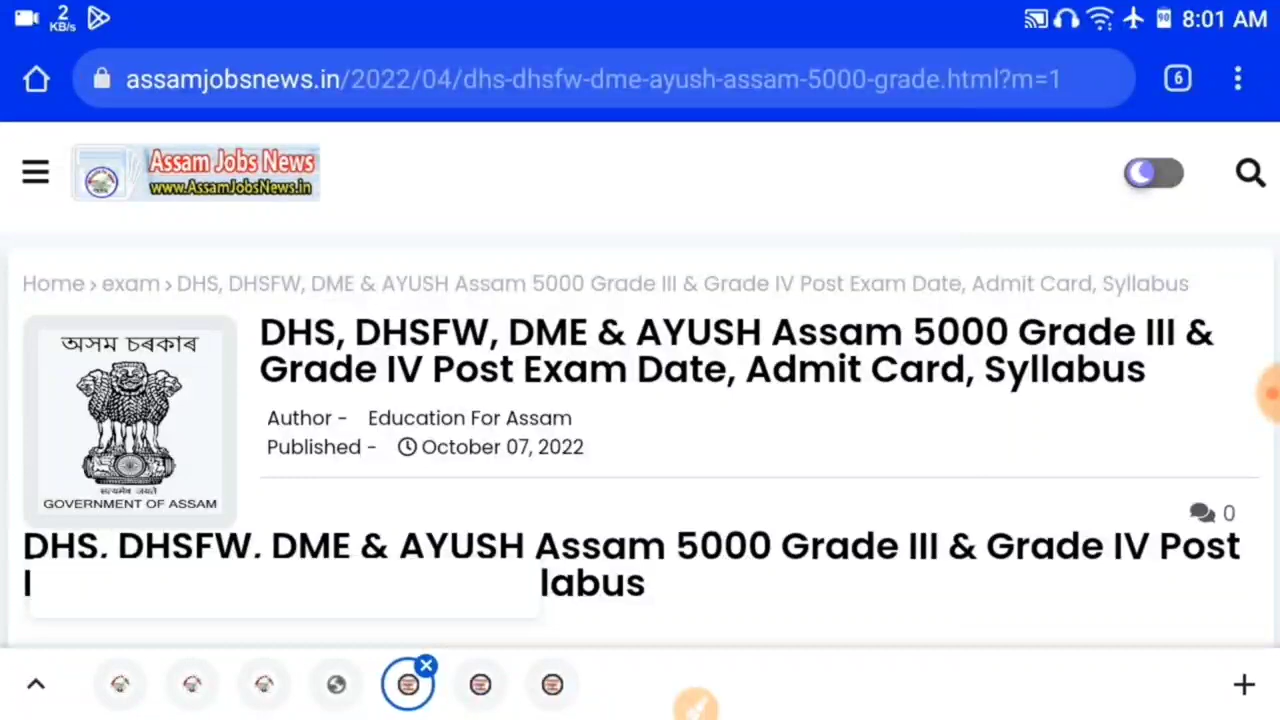 2
KB/s
90
8:01 AM
assamjobsnews.in/2022/04/dhs-dhsfw-dme-ayush-assam-5000-grade.html?m=1
6
Assam Jobs News
www.AssamJobsNews.in
Home › exam › DHS, DHSFW, DME & AYUSH Assam 5000 Grade III & Grade IV Post Exam Date, Admit Card, Syllabus
অসম চৰকাৰ
सत्यमेव जयते
GOVERNMENT OF ASSAM
DHS, DHSFW, DME & AYUSH Assam 5000 Grade III &
Grade IV Post Exam Date, Admit Card, Syllabus
Author - Education For Assam
Published - October 07, 2022
0
DHS, DHSFW, DME & AYUSH Assam 5000 Grade III & Grade IV Post
labus